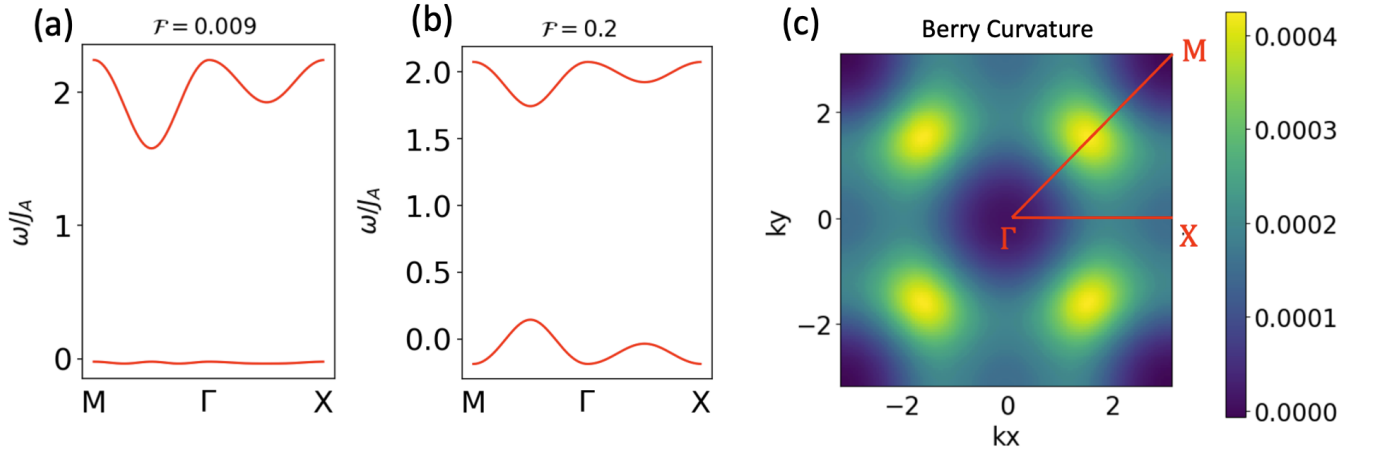 (a)
ℱ = 0.009
ω/J_A
2
1
0
M Γ X
(b)
ℱ = 0.2
ω/J_A
2.0
1.5
1.0
0.5
0.0
M Γ X
(c)
Berry Curvature
ky
2
0
−2
M
Γ
X
−2 0 2
kx
0.0004
0.0003
0.0002
0.0001
0.0000